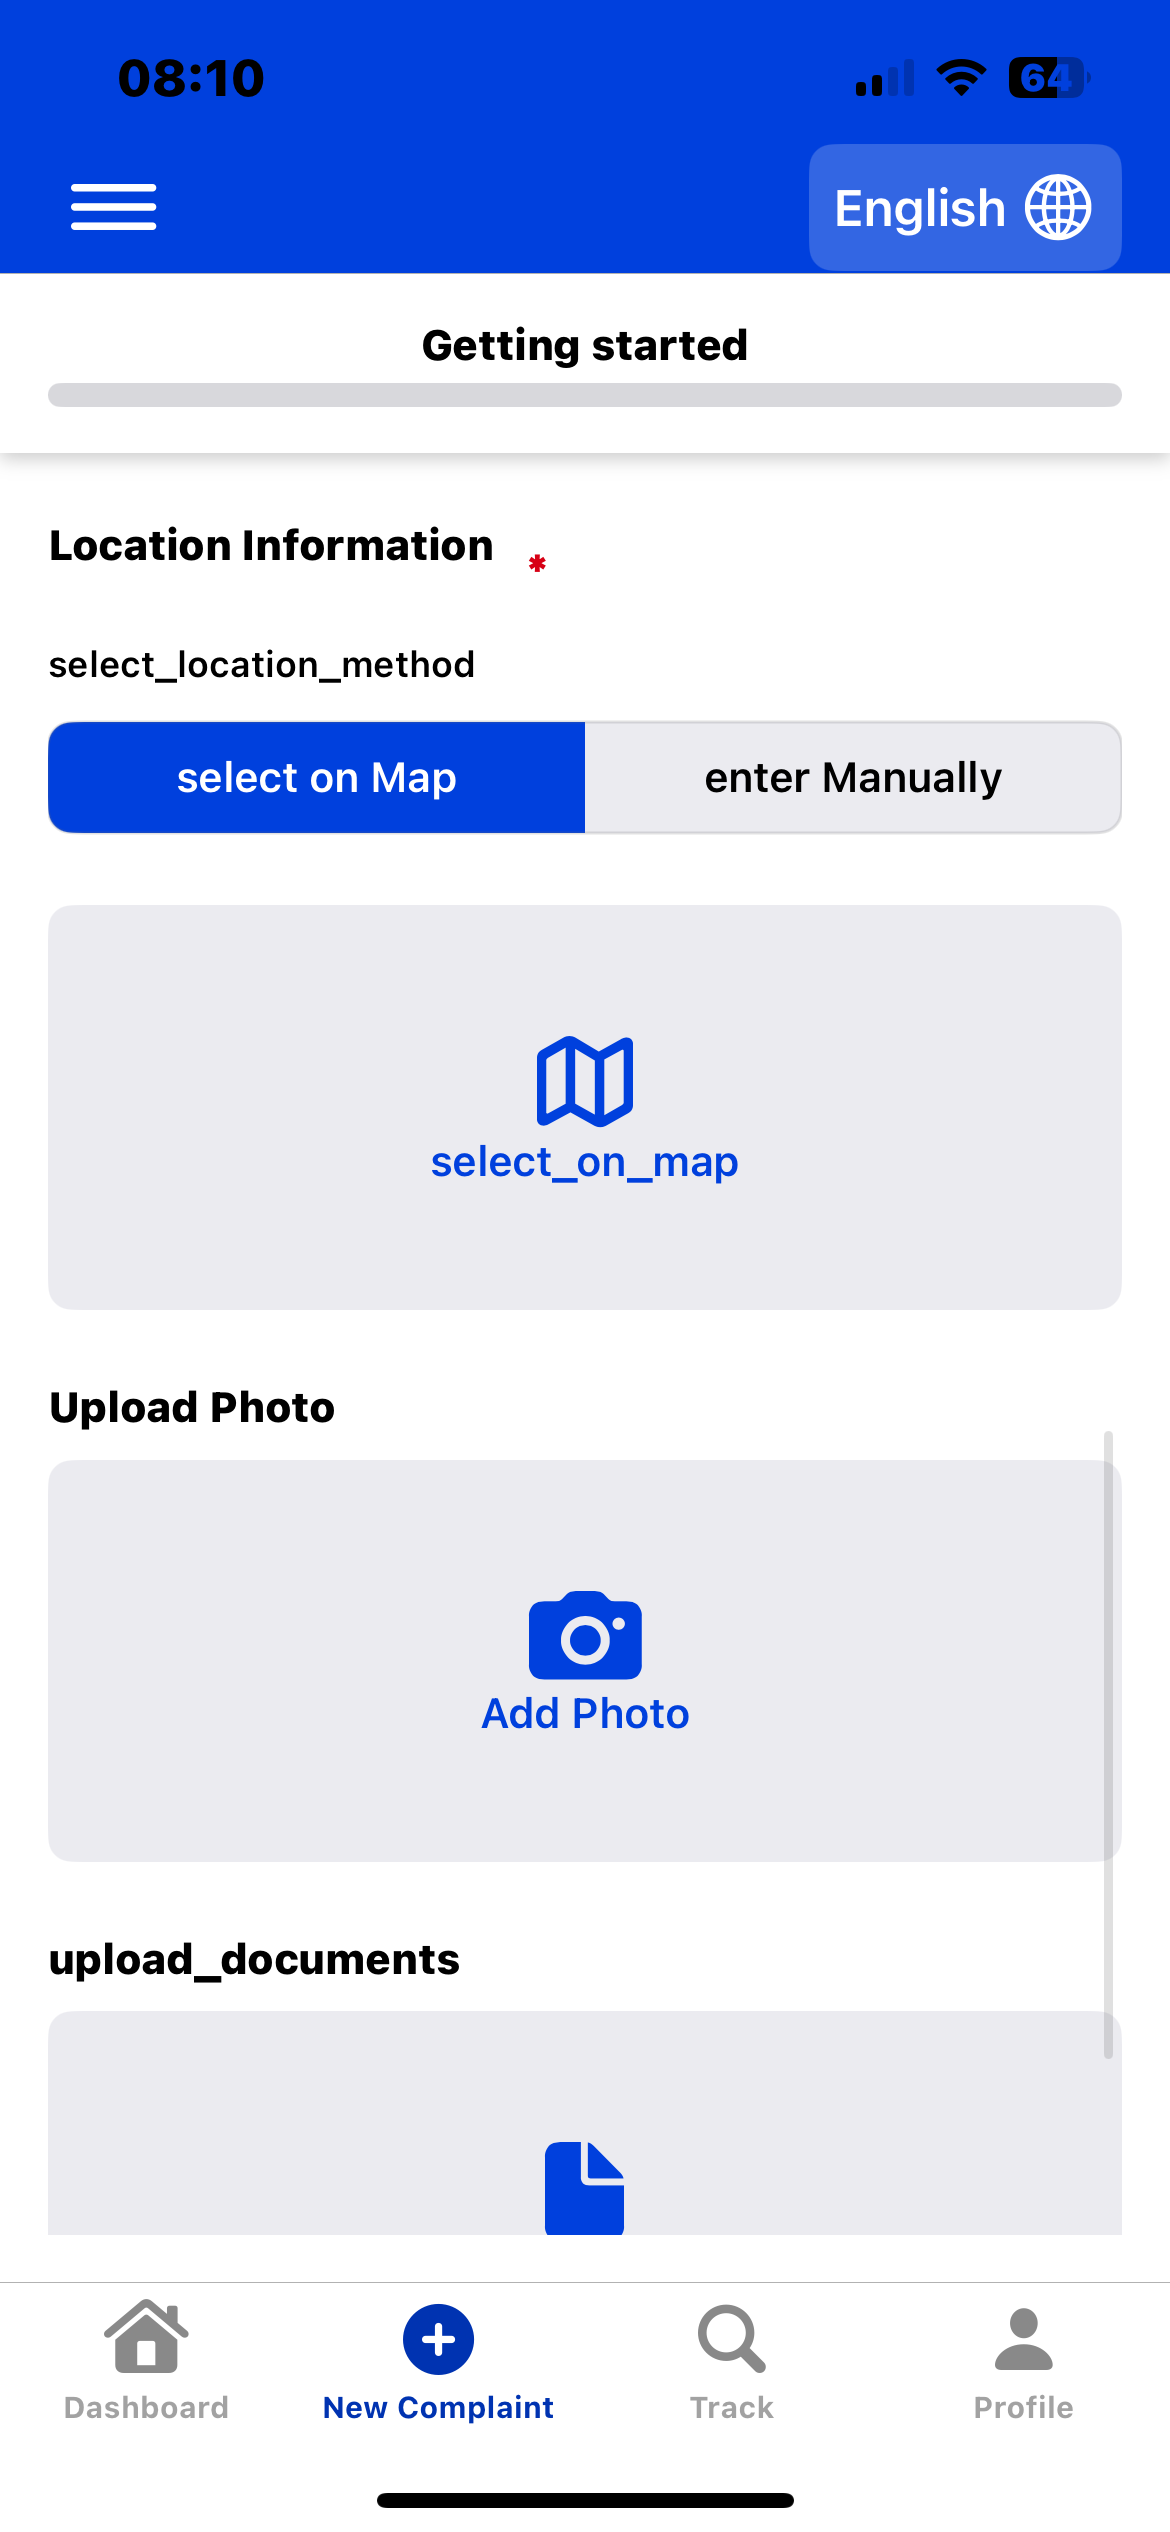 08:10
64
English
Getting started
Location Information *
select_location_method
select on Map
enter Manually
select_on_map
Upload Photo
Add Photo
upload_documents
Dashboard
New Complaint
Track
Profile